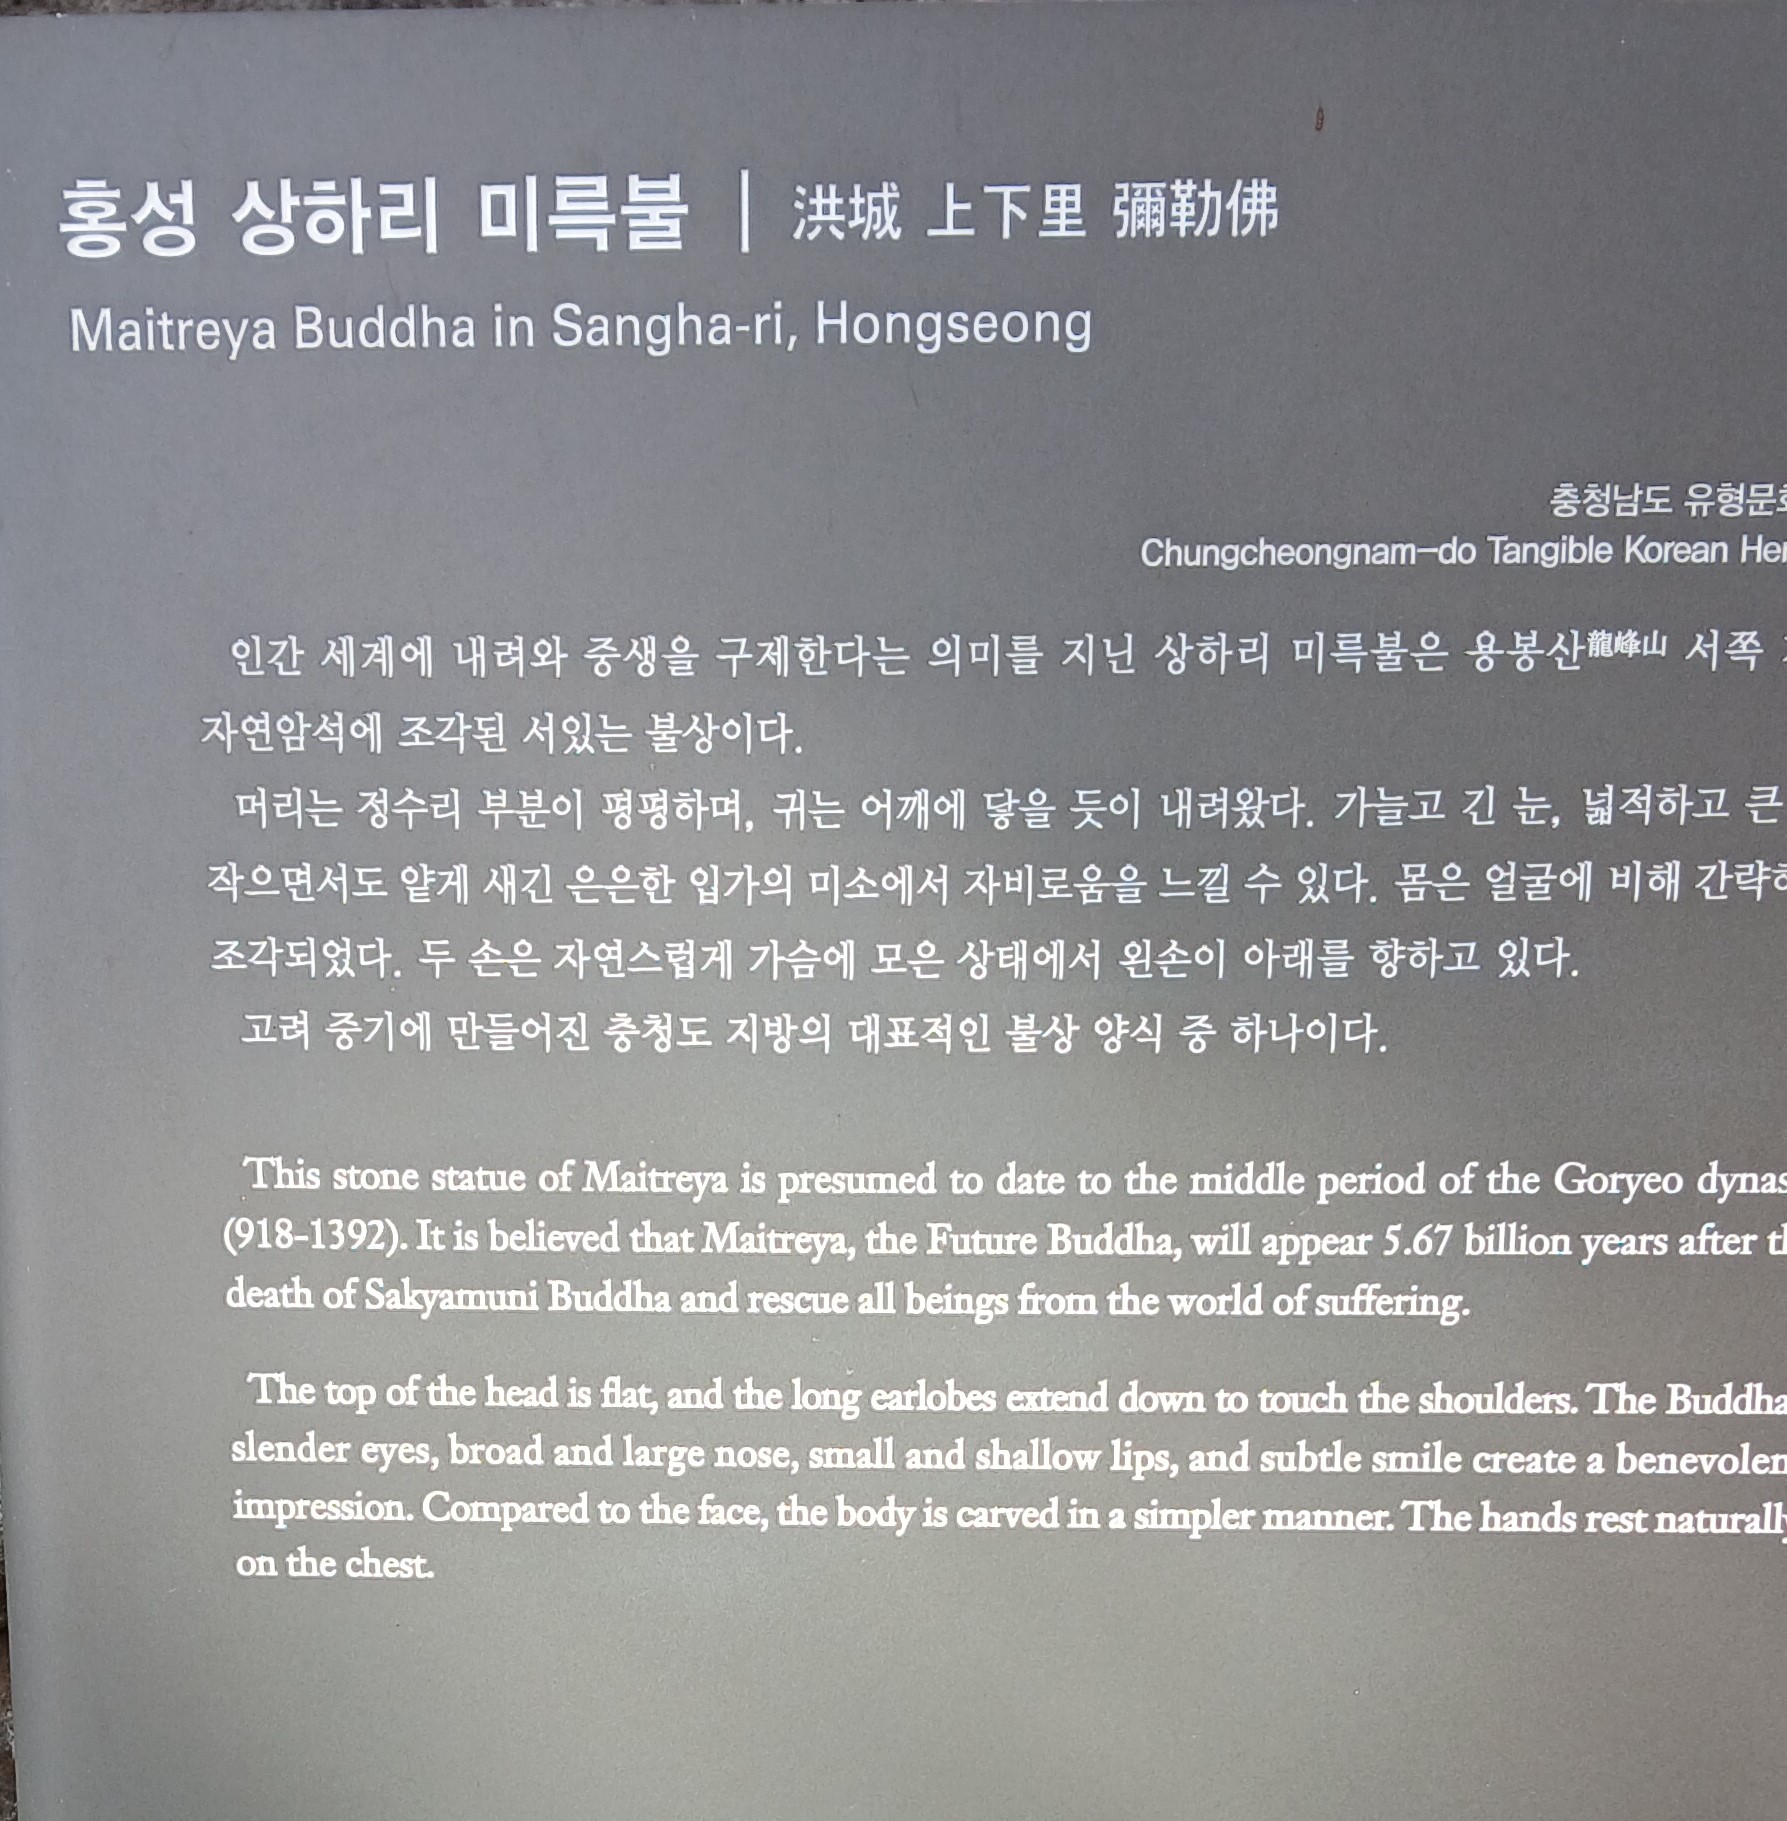 홍성 상하리 미륵불 | 洪城 上下里 彌勒佛
Maitreya Buddha in Sangha-ri, Hongseong
충청남도
Chungcheongnam-do Tangible Korean
인간 세계에 내려와 중생을 구제한다는 의미를 지닌 상하리 미륵불은 용봉산龍峰山 서쪽
자연암석에 조각된 서있는 불상이다.
머리는 정수리 부분이 평평하며, 귀는 어깨에 닿을 듯이 내려왔다. 가늘고 긴 눈, 넓적하고 큰
작으면서도 얕게 새긴 은은한 입가의 미소에서 자비로움을 느낄 수 있다. 몸은 얼굴에 비해
조각되었다. 두 손은 자연스럽게 가슴에 모은 상태에서 왼손이 아래를 향하고 있다.
고려 중기에 만들어진 충청도 지방의 대표적인 불상 양식 중 하나이다.
This stone statue of Maitreya is presumed to date to the middle period of the Goryeo
(918-1392). It is believed that Maitreya, the Future Buddha, will appear 5.67 billion years after
death of Sakyamuni Buddha and rescue all beings from the world of suffering.
The top of the head is flat, and the long earlobes extend down to touch the shoulders. The Buddha
slender eyes, broad and large nose, small and shallow lips, and subtle smile create a
impression. Compared to the face, the body is carved in a simpler manner. The hands rest
on the chest.